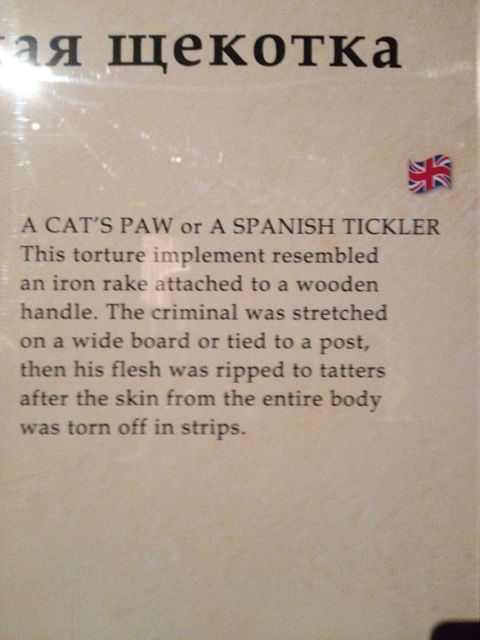 ая щекотка
A CAT'S PAW or A SPANISH TICKLER
This torture implement resembled
an iron rake attached to a wooden
handle. The criminal was stretched
on a wide board or tied to a post,
then his flesh was ripped to tatters
after the skin from the entire body
was torn off in strips.